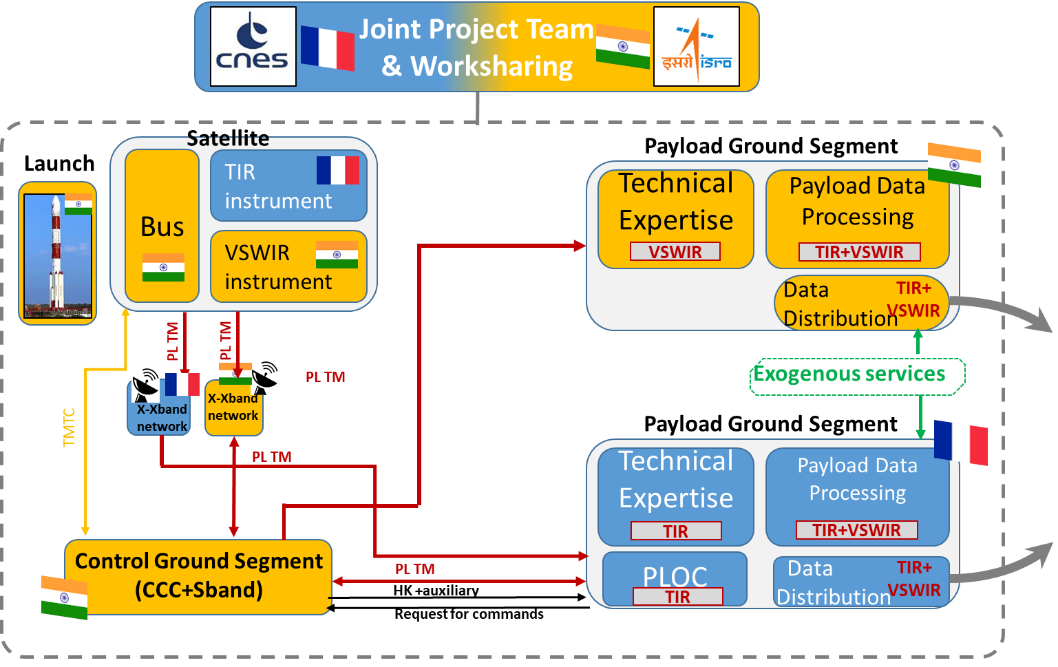 cnes
Joint Project Team
& Worksharing
इसरो isro
Launch
Satellite
Bus
TIR
instrument
VSWIR
instrument
PL TM
PL TM
PL TM
X-Xband
network
X-Xband
network
TMTC
PL TM
Control Ground Segment
(CCC+Sband)
PL TM
HK +auxiliary
Request for commands
Payload Ground Segment
Technical
Expertise
VSWIR
Payload Data
Processing
TIR+VSWIR
Data
Distribution
TIR+
VSWIR
Exogenous services
Payload Ground Segment
Technical
Expertise
TIR
Payload Data
Processing
TIR+VSWIR
PLOC
TIR
Data
Distribution
TIR+
VSWIR